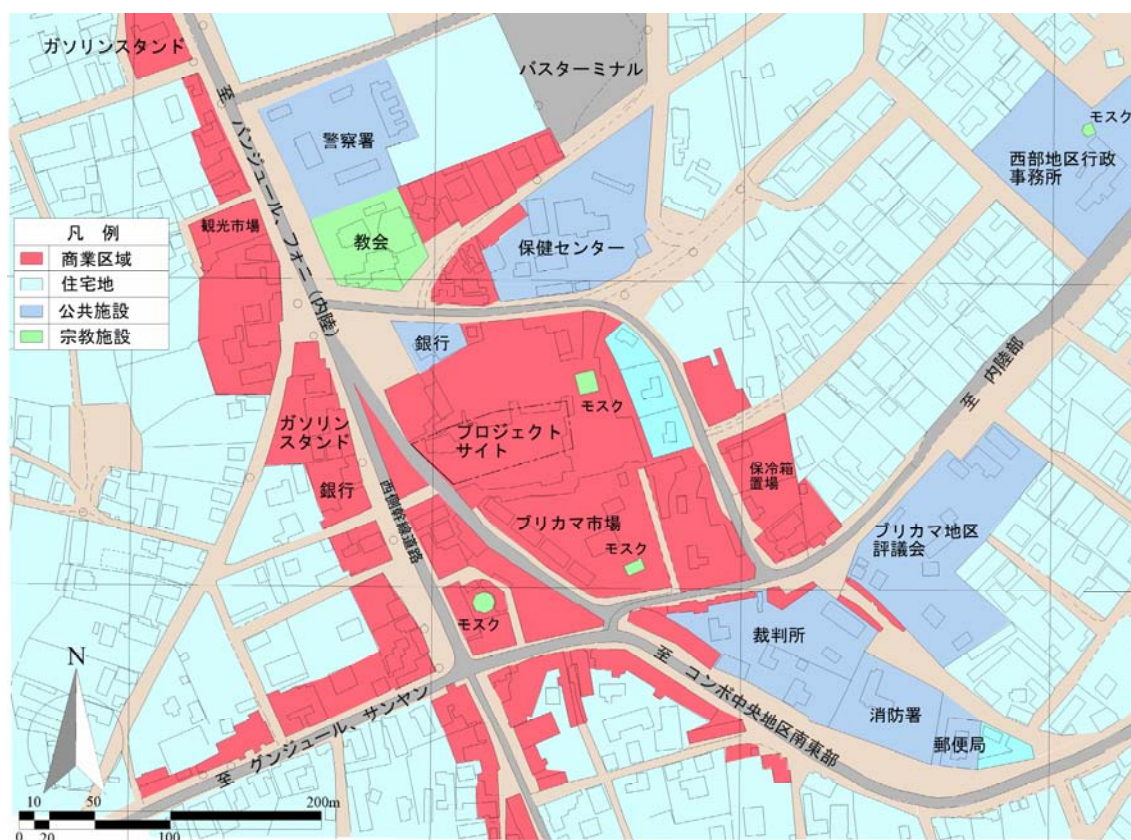 ガソリンスタンド
バスターミナル
モスク
西部地区行政
事務所
警察署
至 バンジュール、フォニ(内陸)
観光市場
教会
保健センター
凡 例
商業区域
住宅地
公共施設
宗教施設
銀行
モスク
至 内陸部
ガソリン
スタンド
プロジェクト
サイト
銀行
保冷箱
置場
西側幹線道路
ブリカマ市場
モスク
ブリカマ地区
評議会
モスク
裁判所
至 コンボ中央地区南東部
消防署
郵便局
至 グンジュール、サンヤン
N
10 50 200m
0 20 100